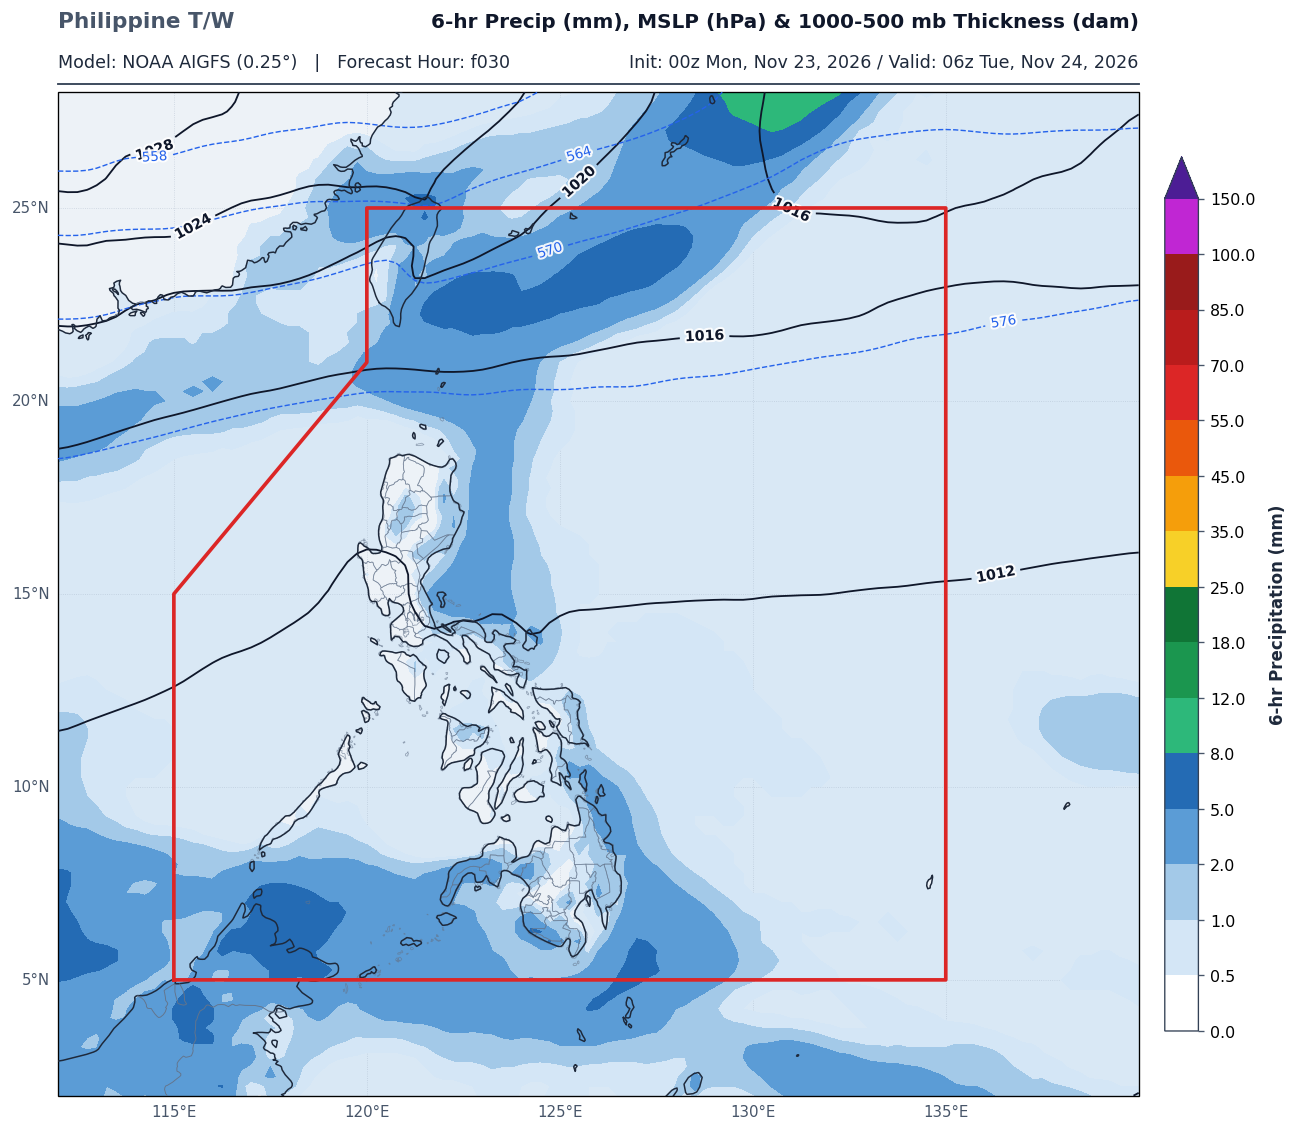 Philippine T/W
6-hr Precip (mm), MSLP (hPa) & 1000-500 mb Thickness (dam)
Model: NOAA AIGFS (0.25°) | Forecast Hour: f030
Init: 00z Mon, Nov 23, 2026 / Valid: 06z Tue, Nov 24, 2026
1028
558
564
1020
1016
1024
570
576
1016
1012
25°N
20°N
15°N
10°N
5°N
115°E
120°E
125°E
130°E
135°E
150.0
100.0
85.0
70.0
55.0
45.0
35.0
25.0
18.0
12.0
8.0
5.0
2.0
1.0
0.5
0.0
6-hr Precipitation (mm)